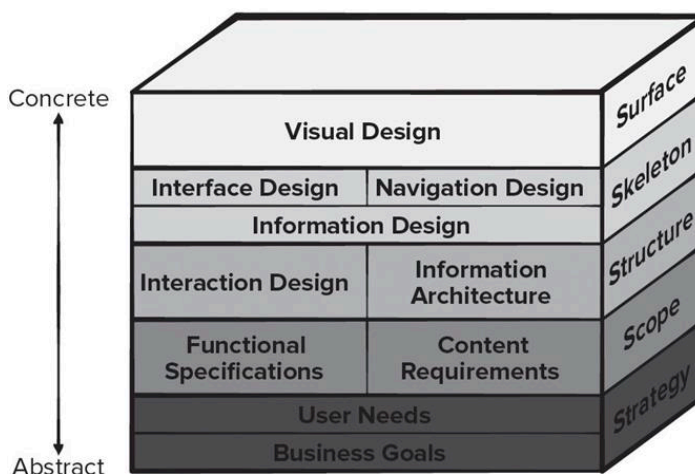 Concrete
Surface
Visual Design
Skeleton
Interface Design
Navigation Design
Information Design
Structure
Interaction Design
Information
Architecture
Scope
Functional
Specifications
Content
Requirements
Strategy
User Needs
Business Goals
Abstract